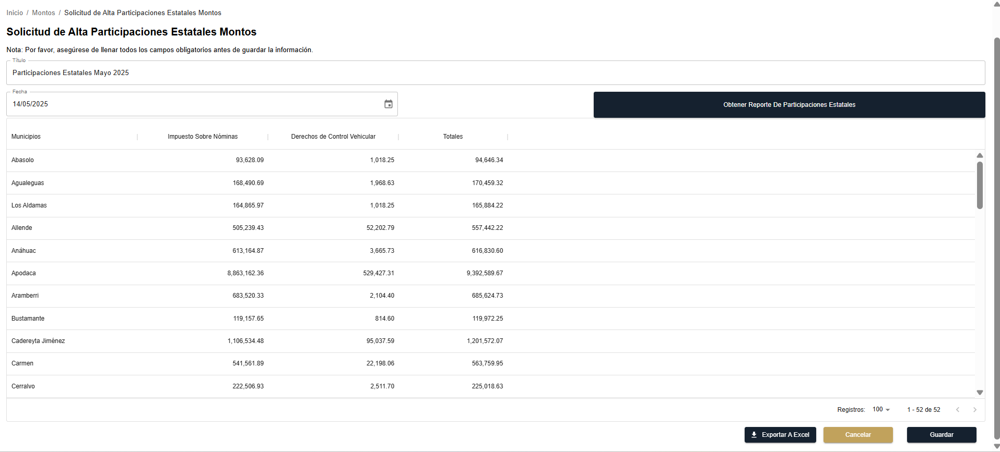 Inicio / Montos / Solicitud de Alta Participaciones Estatales Montos
Solicitud de Alta Participaciones Estatales Montos
Nota: Por favor, asegúrese de llenar todos los campos obligatorios antes de guardar la información.
Título
Participaciones Estatales Mayo 2025
Fecha
14/05/2025
Obtener Reporte De Participaciones Estatales
Municipios Impuesto Sobre Nóminas Derechos de Control Vehicular Totales
Abasolo 93,628.09 1,018.25 94,646.34
Agualeguas 168,490.69 1,968.63 170,459.32
Los Aldamas 164,865.97 1,018.25 165,884.22
Allende 505,239.43 52,202.79 557,442.22
Anáhuac 613,164.87 3,665.73 616,830.60
Apodaca 8,863,162.36 529,427.31 9,392,589.67
Aramberri 683,520.33 2,104.40 685,624.73
Bustamante 119,157.65 814.60 119,972.25
Cadereyta Jiménez 1,106,534.48 95,037.59 1,201,572.07
Carmen 541,561.89 22,198.06 563,759.95
Cerralvo 222,506.93 2,511.70 225,018.63
Registros: 100 1 - 52 de 52
Exportar A Excel Cancelar Guardar